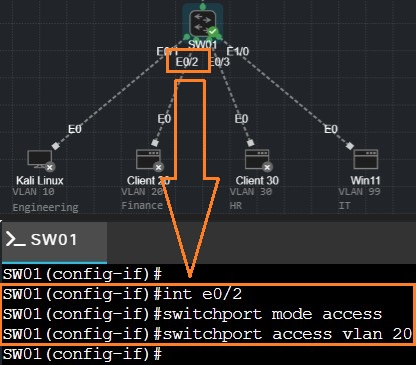 SW01
E0/1 E1/0
E0/2 E0/3
E0 E0 E0 E0
Kali Linux Client 20 Client 30 Win11
VLAN 10 VLAN 20 VLAN 30 VLAN 99
Engineering Finance HR IT
SW01
SW01(config-if)#
SW01(config-if)#int e0/2
SW01(config-if)#switchport mode access
SW01(config-if)#switchport access vlan 20
SW01(config-if)#